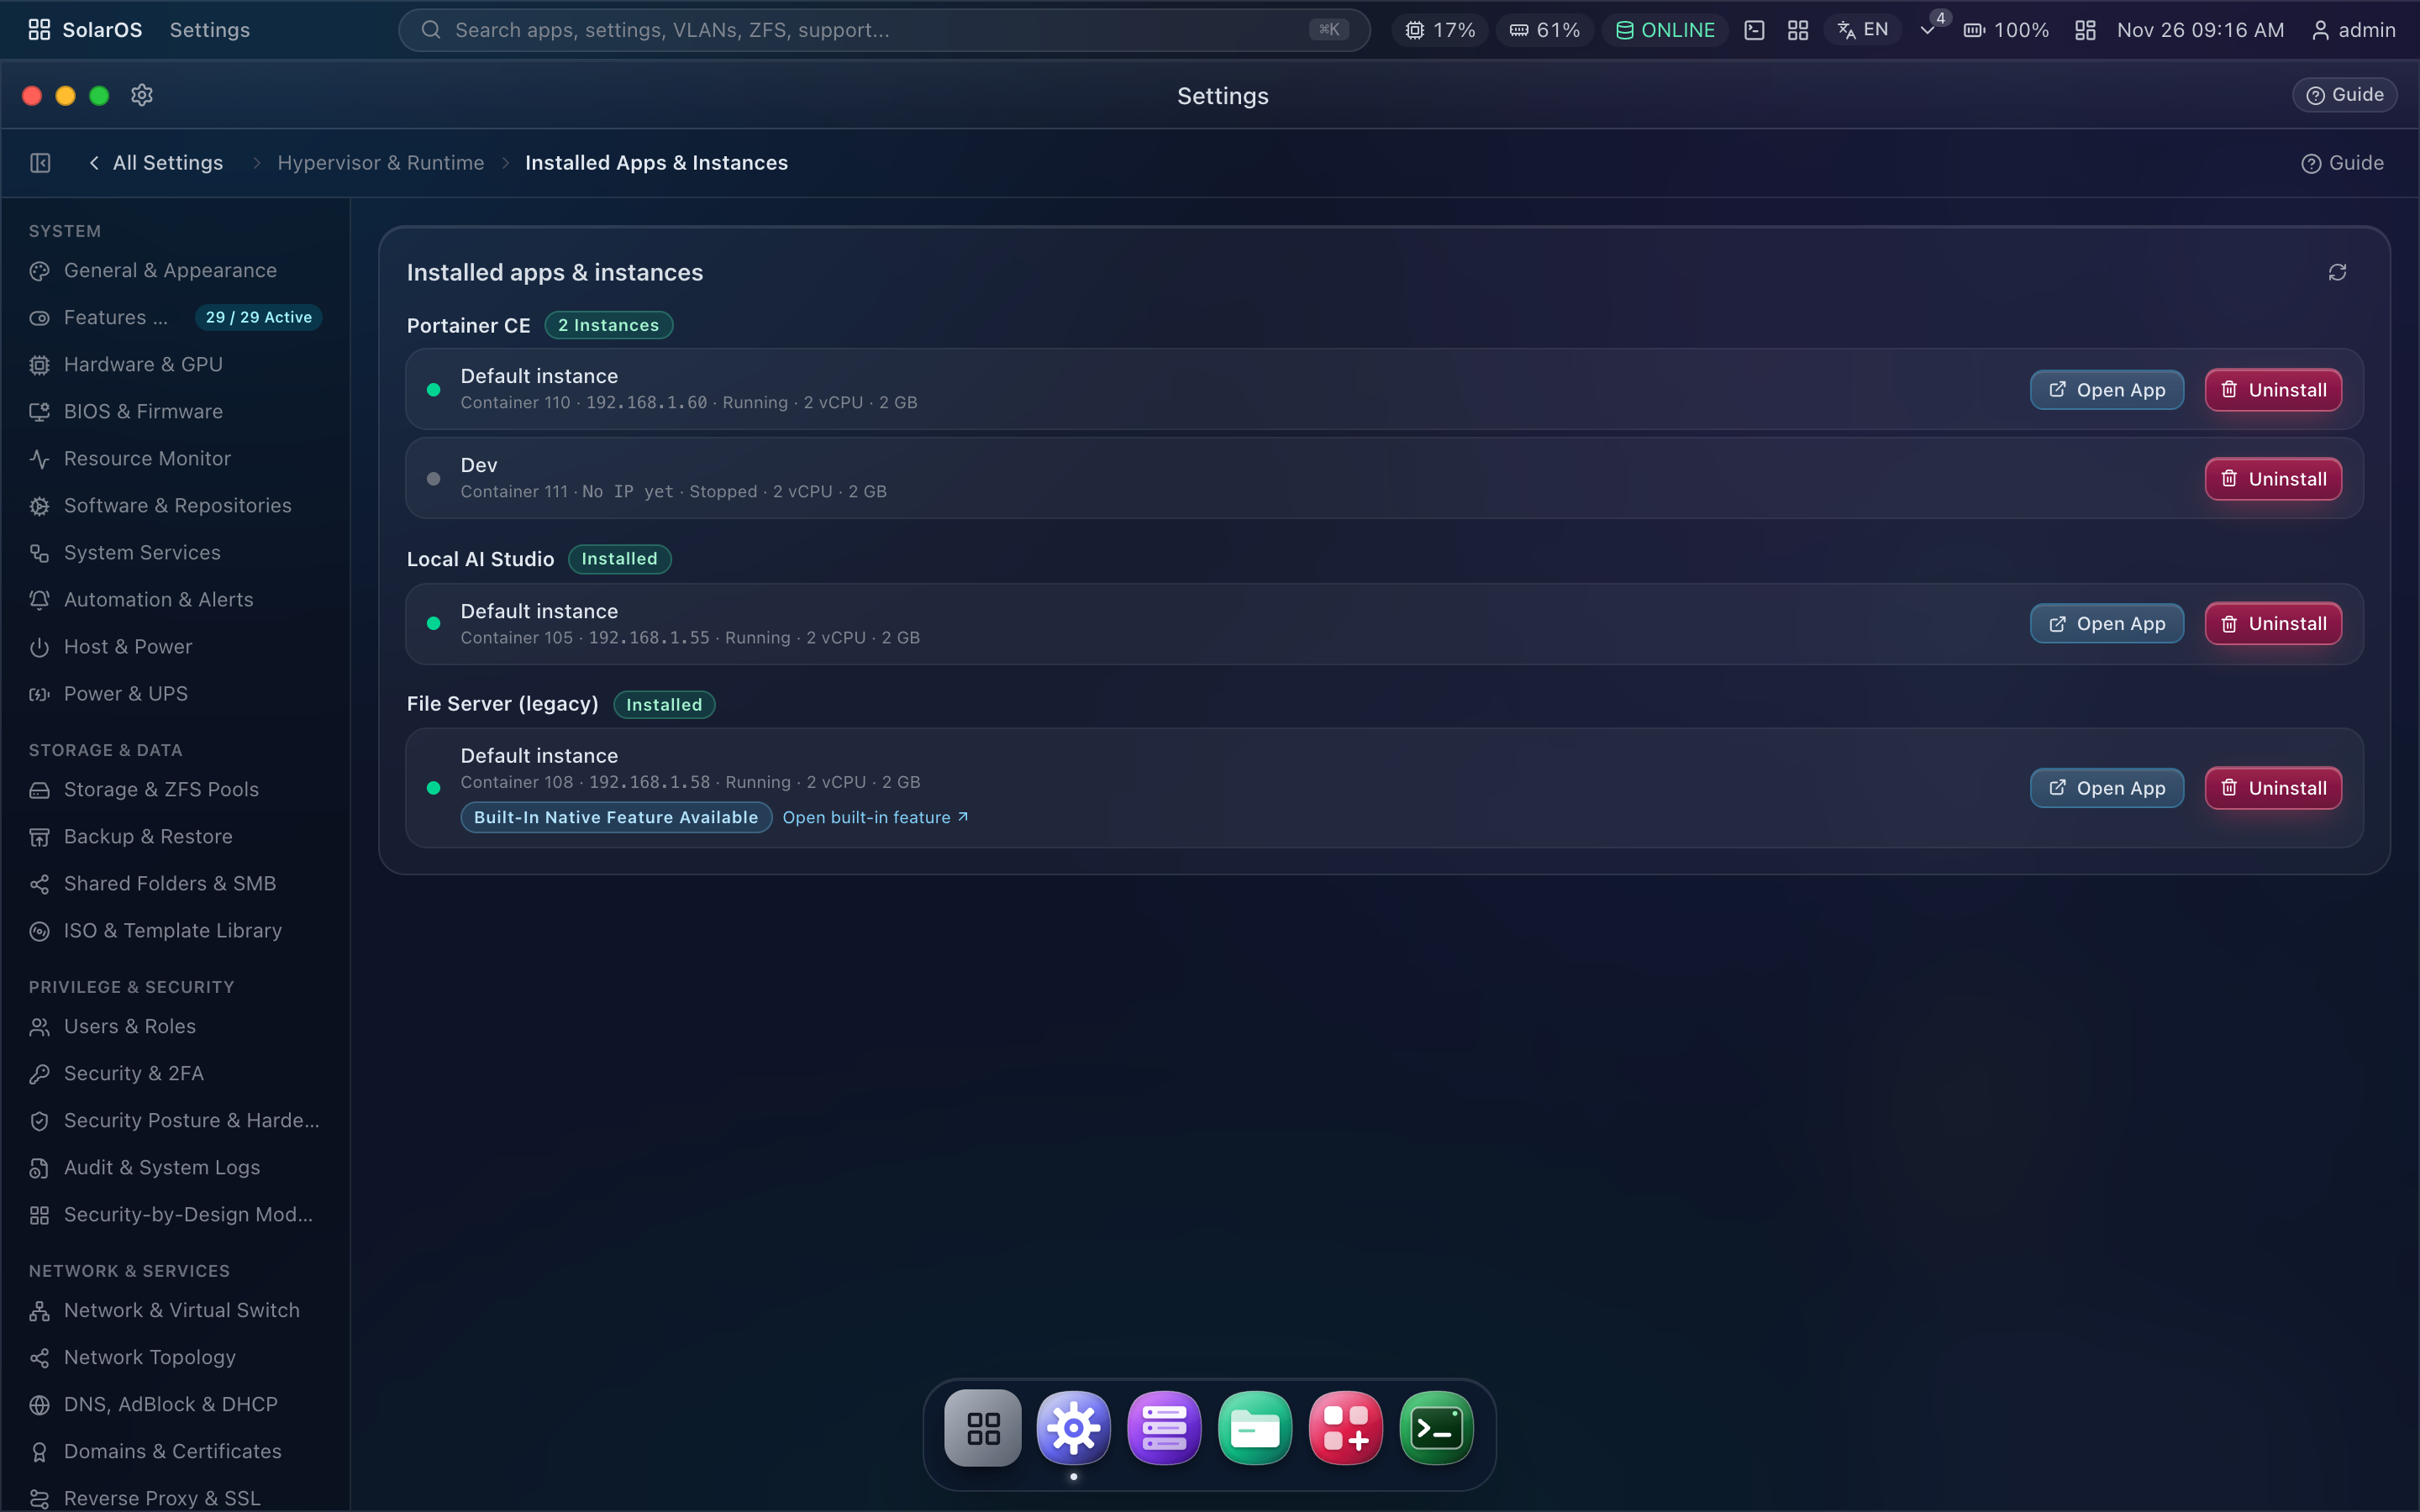 SolarOS Settings Search apps, settings, VLANs, ZFS, support... ⌘K 17% 61% ONLINE EN 4 100% Nov 26 09:16 AM admin
Settings Guide
All Settings Hypervisor & Runtime Installed Apps & Instances Guide
SYSTEM
General & Appearance
Features ... 29 / 29 Active
Hardware & GPU
BIOS & Firmware
Resource Monitor
Software & Repositories
System Services
Automation & Alerts
Host & Power
Power & UPS
STORAGE & DATA
Storage & ZFS Pools
Backup & Restore
Shared Folders & SMB
ISO & Template Library
PRIVILEGE & SECURITY
Users & Roles
Security & 2FA
Security Posture & Harde...
Audit & System Logs
Security-by-Design Mod...
NETWORK & SERVICES
Network & Virtual Switch
Network Topology
DNS, AdBlock & DHCP
Domains & Certificates
Reverse Proxy & SSL
Installed apps & instances
Portainer CE 2 Instances
Default instance
Container 110 · 192.168.1.60 · Running · 2 vCPU · 2 GB
Open App Uninstall
Dev
Container 111 · No IP yet · Stopped · 2 vCPU · 2 GB
Uninstall
Local AI Studio Installed
Default instance
Container 105 · 192.168.1.55 · Running · 2 vCPU · 2 GB
Open App Uninstall
File Server (legacy) Installed
Default instance
Container 108 · 192.168.1.58 · Running · 2 vCPU · 2 GB
Built-In Native Feature Available Open built-in feature ↗
Open App Uninstall